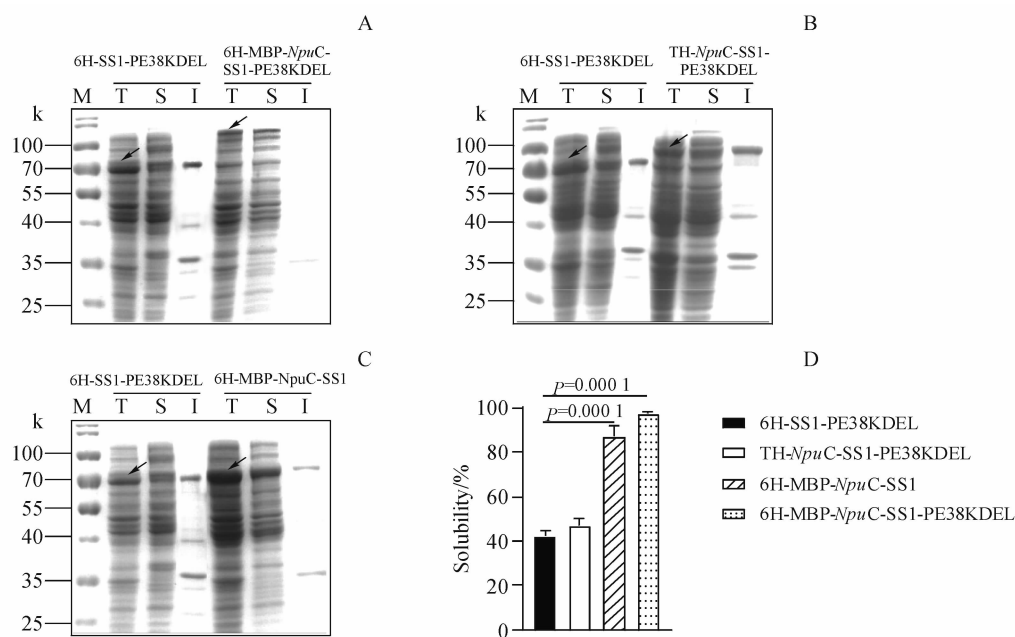 A
6H-SS1-PE38KDEL
6H-MBP-NpuC-
SS1-PE38KDEL
M T S I T S I
k
100
70
55
40
35
25
B
6H-SS1-PE38KDEL
TH-NpuC-SS1-
PE38KDEL
M T S I T S I
k
100
70
55
40
35
25
C
6H-SS1-PE38KDEL
6H-MBP-NpuC-SS1
M T S I T S I
k
100
70
55
40
35
25
D
p=0.000 1
p=0.000 1
Solubility/%
100
80
60
40
20
0
6H-SS1-PE38KDEL
TH-NpuC-SS1-PE38KDEL
6H-MBP-NpuC-SS1
6H-MBP-NpuC-SS1-PE38KDEL